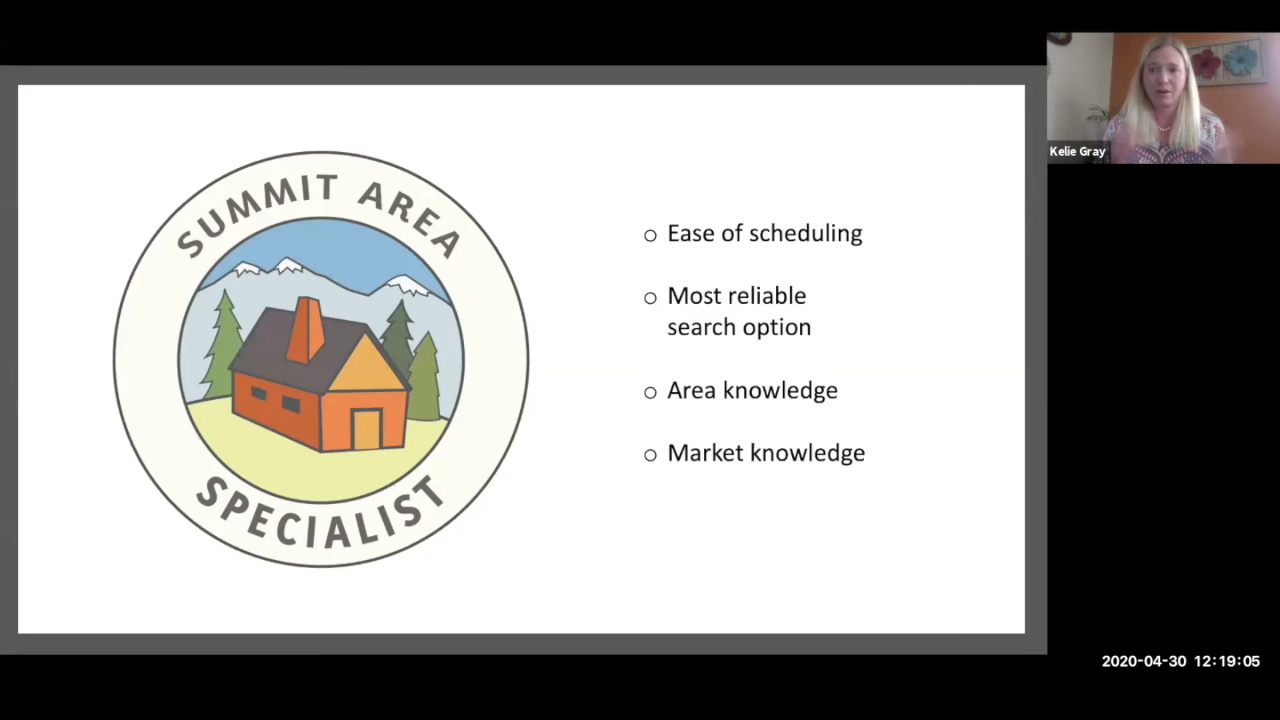 SUMMIT AREA
SPECIALIST
○ Ease of scheduling
○ Most reliable
search option
○ Area knowledge
○ Market knowledge
Kelie Gray
2020-04-30 12:19:05